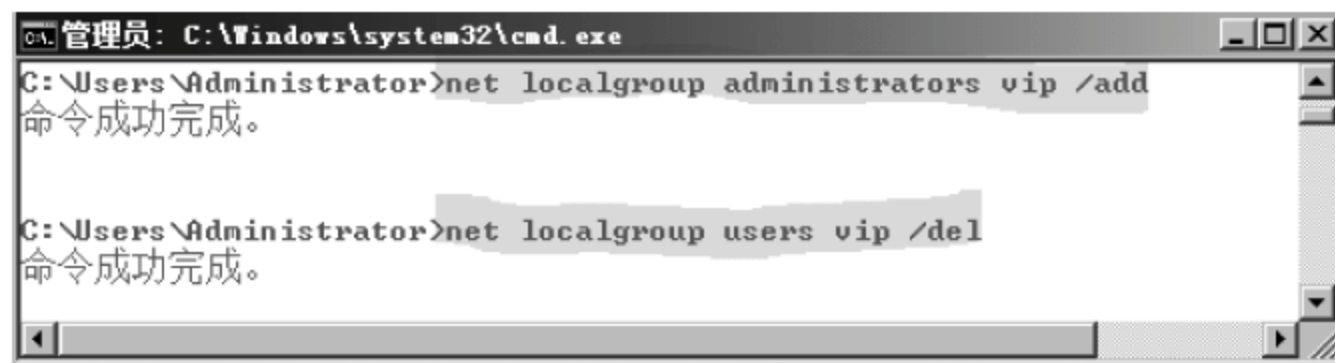 管理员: C:\Windows\system32\cmd.exe
C:\Users\Administrator>net localgroup administrators vip /add
命令成功完成。
C:\Users\Administrator>net localgroup users vip /del
命令成功完成。